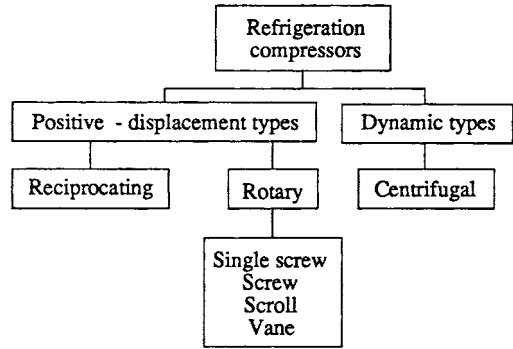 Refrigeration
compressors
Positive - displacement types
Dynamic types
Reciprocating
Rotary
Centrifugal
Single screw
Screw
Scroll
Vane